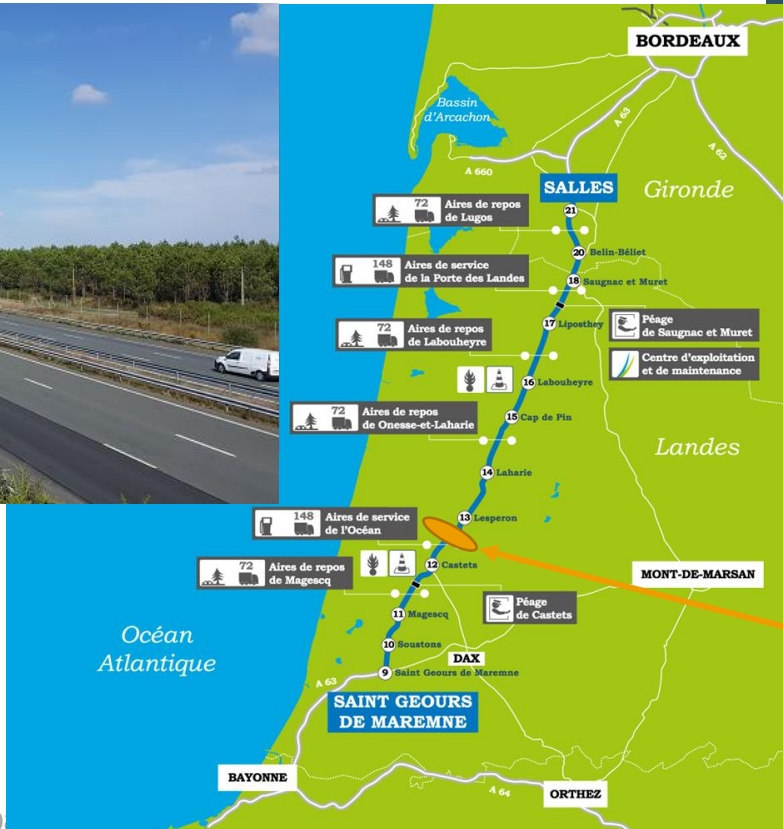 BORDEAUX
Bassin
d'Arcachon
A 63
A 62
A 660
SALLES
Gironde
21
72
Aires de repos
de Lugos
20 Belin-Béliet
148
Aires de service
de la Porte des Landes
18 Saugnac et Muret
Péage
de Saugnac et Muret
17 Liposthey
72
Aires de repos
de Labouheyre
Centre d'exploitation
et de maintenance
16 Labouheyre
72
Aires de repos
de Onesse-et-Laharie
15 Cap de Pin
Landes
14 Laharie
148
Aires de service
de l'Océan
13 Lesperon
72
Aires de repos
de Magescq
12 Castets
MONT-DE-MARSAN
Péage
de Castets
11 Magescq
Océan
Atlantique
10 Soustons
DAX
9 Saint Geours de Maremne
A 63
SAINT GEOURS
DE MAREMNE
BAYONNE
A 64
ORTHEZ